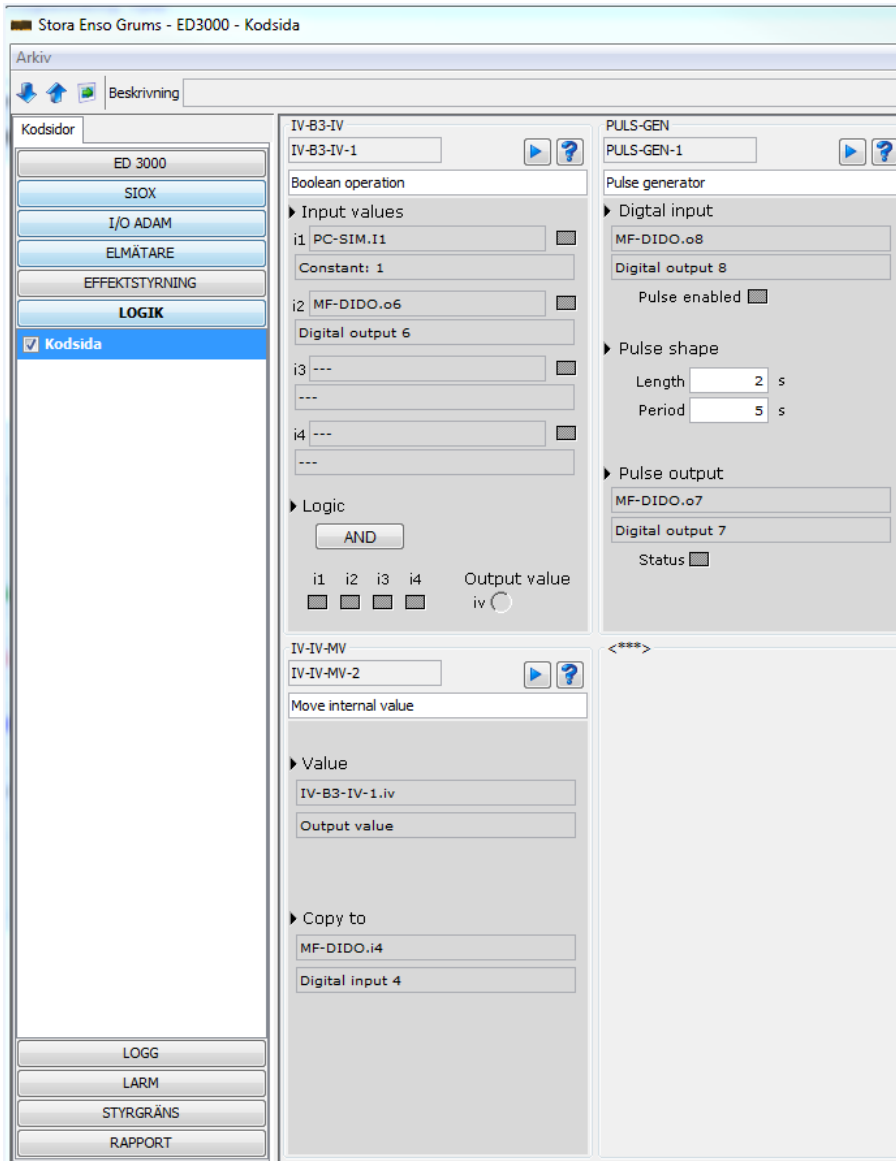 Stora Enso Grums - ED3000 - Kodsida
Arkiv
Beskrivning
Kodsidor
ED 3000
SIOX
I/O ADAM
ELMÄTARE
EFFEKTSTYRNING
LOGIK
Kodsida
LOGG
LARM
STYRGRÄNS
RAPPORT
IV-B3-IV
IV-B3-IV-1
Boolean operation
Input values
i1 PC-SIM.I1
Constant: 1
i2 MF-DIDO.o6
Digital output 6
i3 ---
---
i4 ---
---
Logic
AND
i1 i2 i3 i4 Output value
iv
PULS-GEN
PULS-GEN-1
Pulse generator
Digtal input
MF-DIDO.o8
Digital output 8
Pulse enabled
Pulse shape
Length 2 s
Period 5 s
Pulse output
MF-DIDO.o7
Digital output 7
Status
IV-IV-MV
IV-IV-MV-2
Move internal value
Value
IV-B3-IV-1.iv
Output value
Copy to
MF-DIDO.i4
Digital input 4
<***>